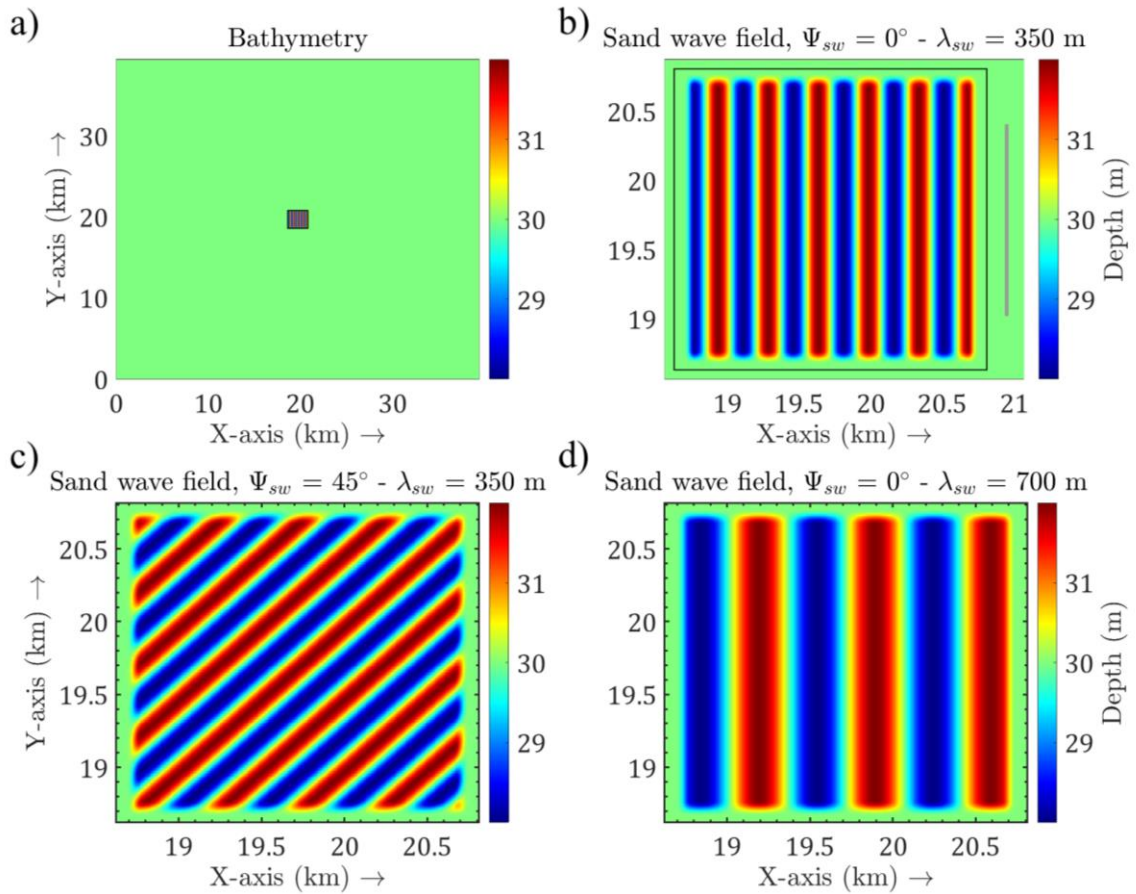 a)
Bathymetry
30
20
10
0
0
10
20
30
X-axis (km) →
Y-axis (km) →
31
30
29
b)
Sand wave field, Ψsw = 0° - λsw = 350 m
20.5
20
19.5
19
19
19.5
20
20.5
21
X-axis (km) →
31
30
29
Depth (m)
c)
Sand wave field, Ψsw = 45° - λsw = 350 m
20.5
20
19.5
19
19
19.5
20
20.5
X-axis (km) →
Y-axis (km) →
31
30
29
d)
Sand wave field, Ψsw = 0° - λsw = 700 m
20.5
20
19.5
19
19
19.5
20
20.5
X-axis (km) →
31
30
29
Depth (m)